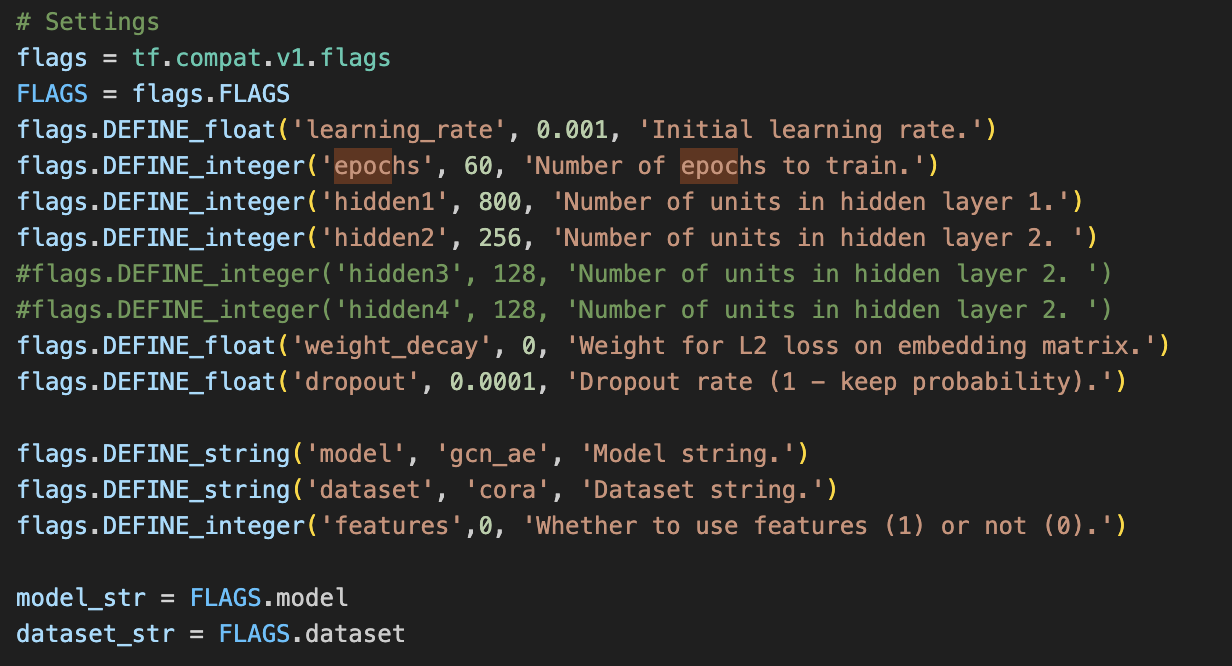 # Settings
flags = tf.compat.v1.flags
FLAGS = flags.FLAGS
flags.DEFINE_float('learning_rate', 0.001, 'Initial learning rate.')
flags.DEFINE_integer('epochs', 60, 'Number of epochs to train.')
flags.DEFINE_integer('hidden1', 800, 'Number of units in hidden layer 1.')
flags.DEFINE_integer('hidden2', 256, 'Number of units in hidden layer 2. ')
#flags.DEFINE_integer('hidden3', 128, 'Number of units in hidden layer 2. ')
#flags.DEFINE_integer('hidden4', 128, 'Number of units in hidden layer 2. ')
flags.DEFINE_float('weight_decay', 0, 'Weight for L2 loss on embedding matrix.')
flags.DEFINE_float('dropout', 0.0001, 'Dropout rate (1 - keep probability).')
flags.DEFINE_string('model', 'gcn_ae', 'Model string.')
flags.DEFINE_string('dataset', 'cora', 'Dataset string.')
flags.DEFINE_integer('features',0, 'Whether to use features (1) or not (0).')
model_str = FLAGS.model
dataset_str = FLAGS.dataset